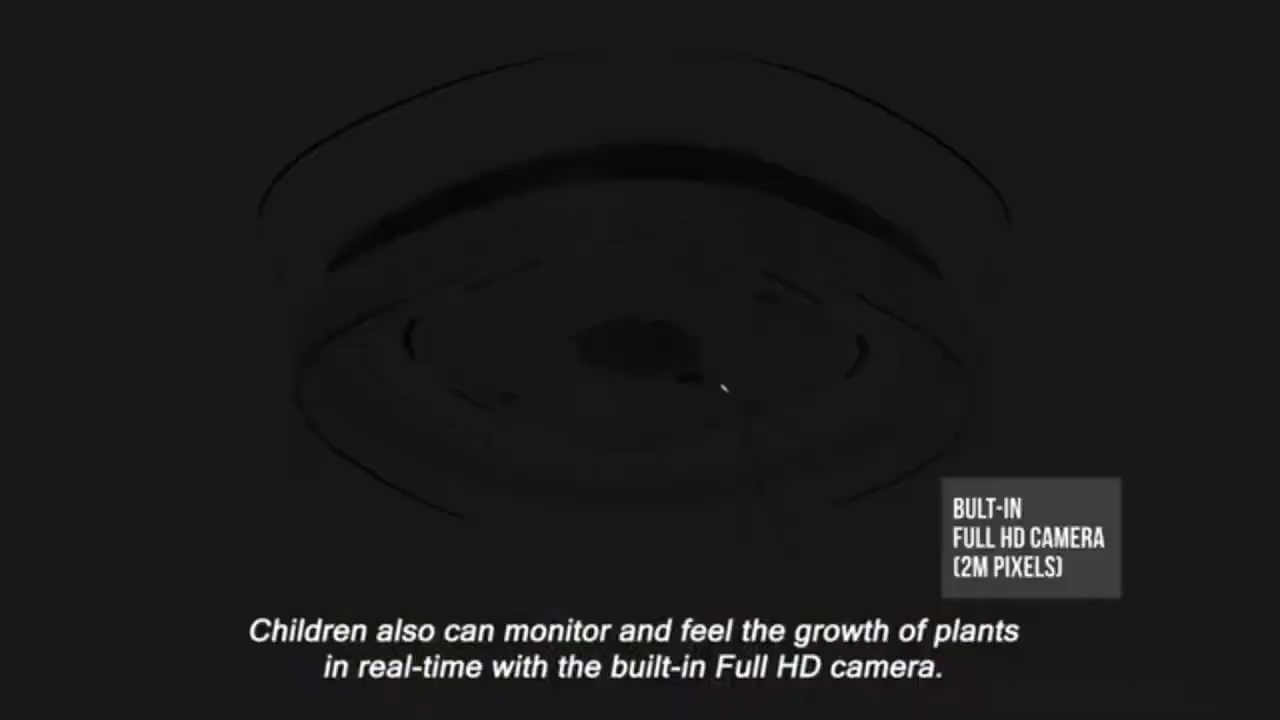 BULT-IN
FULL HD CAMERA
(2M PIXELS)
Children also can monitor and feel the growth of plants
in real-time with the built-in Full HD camera.